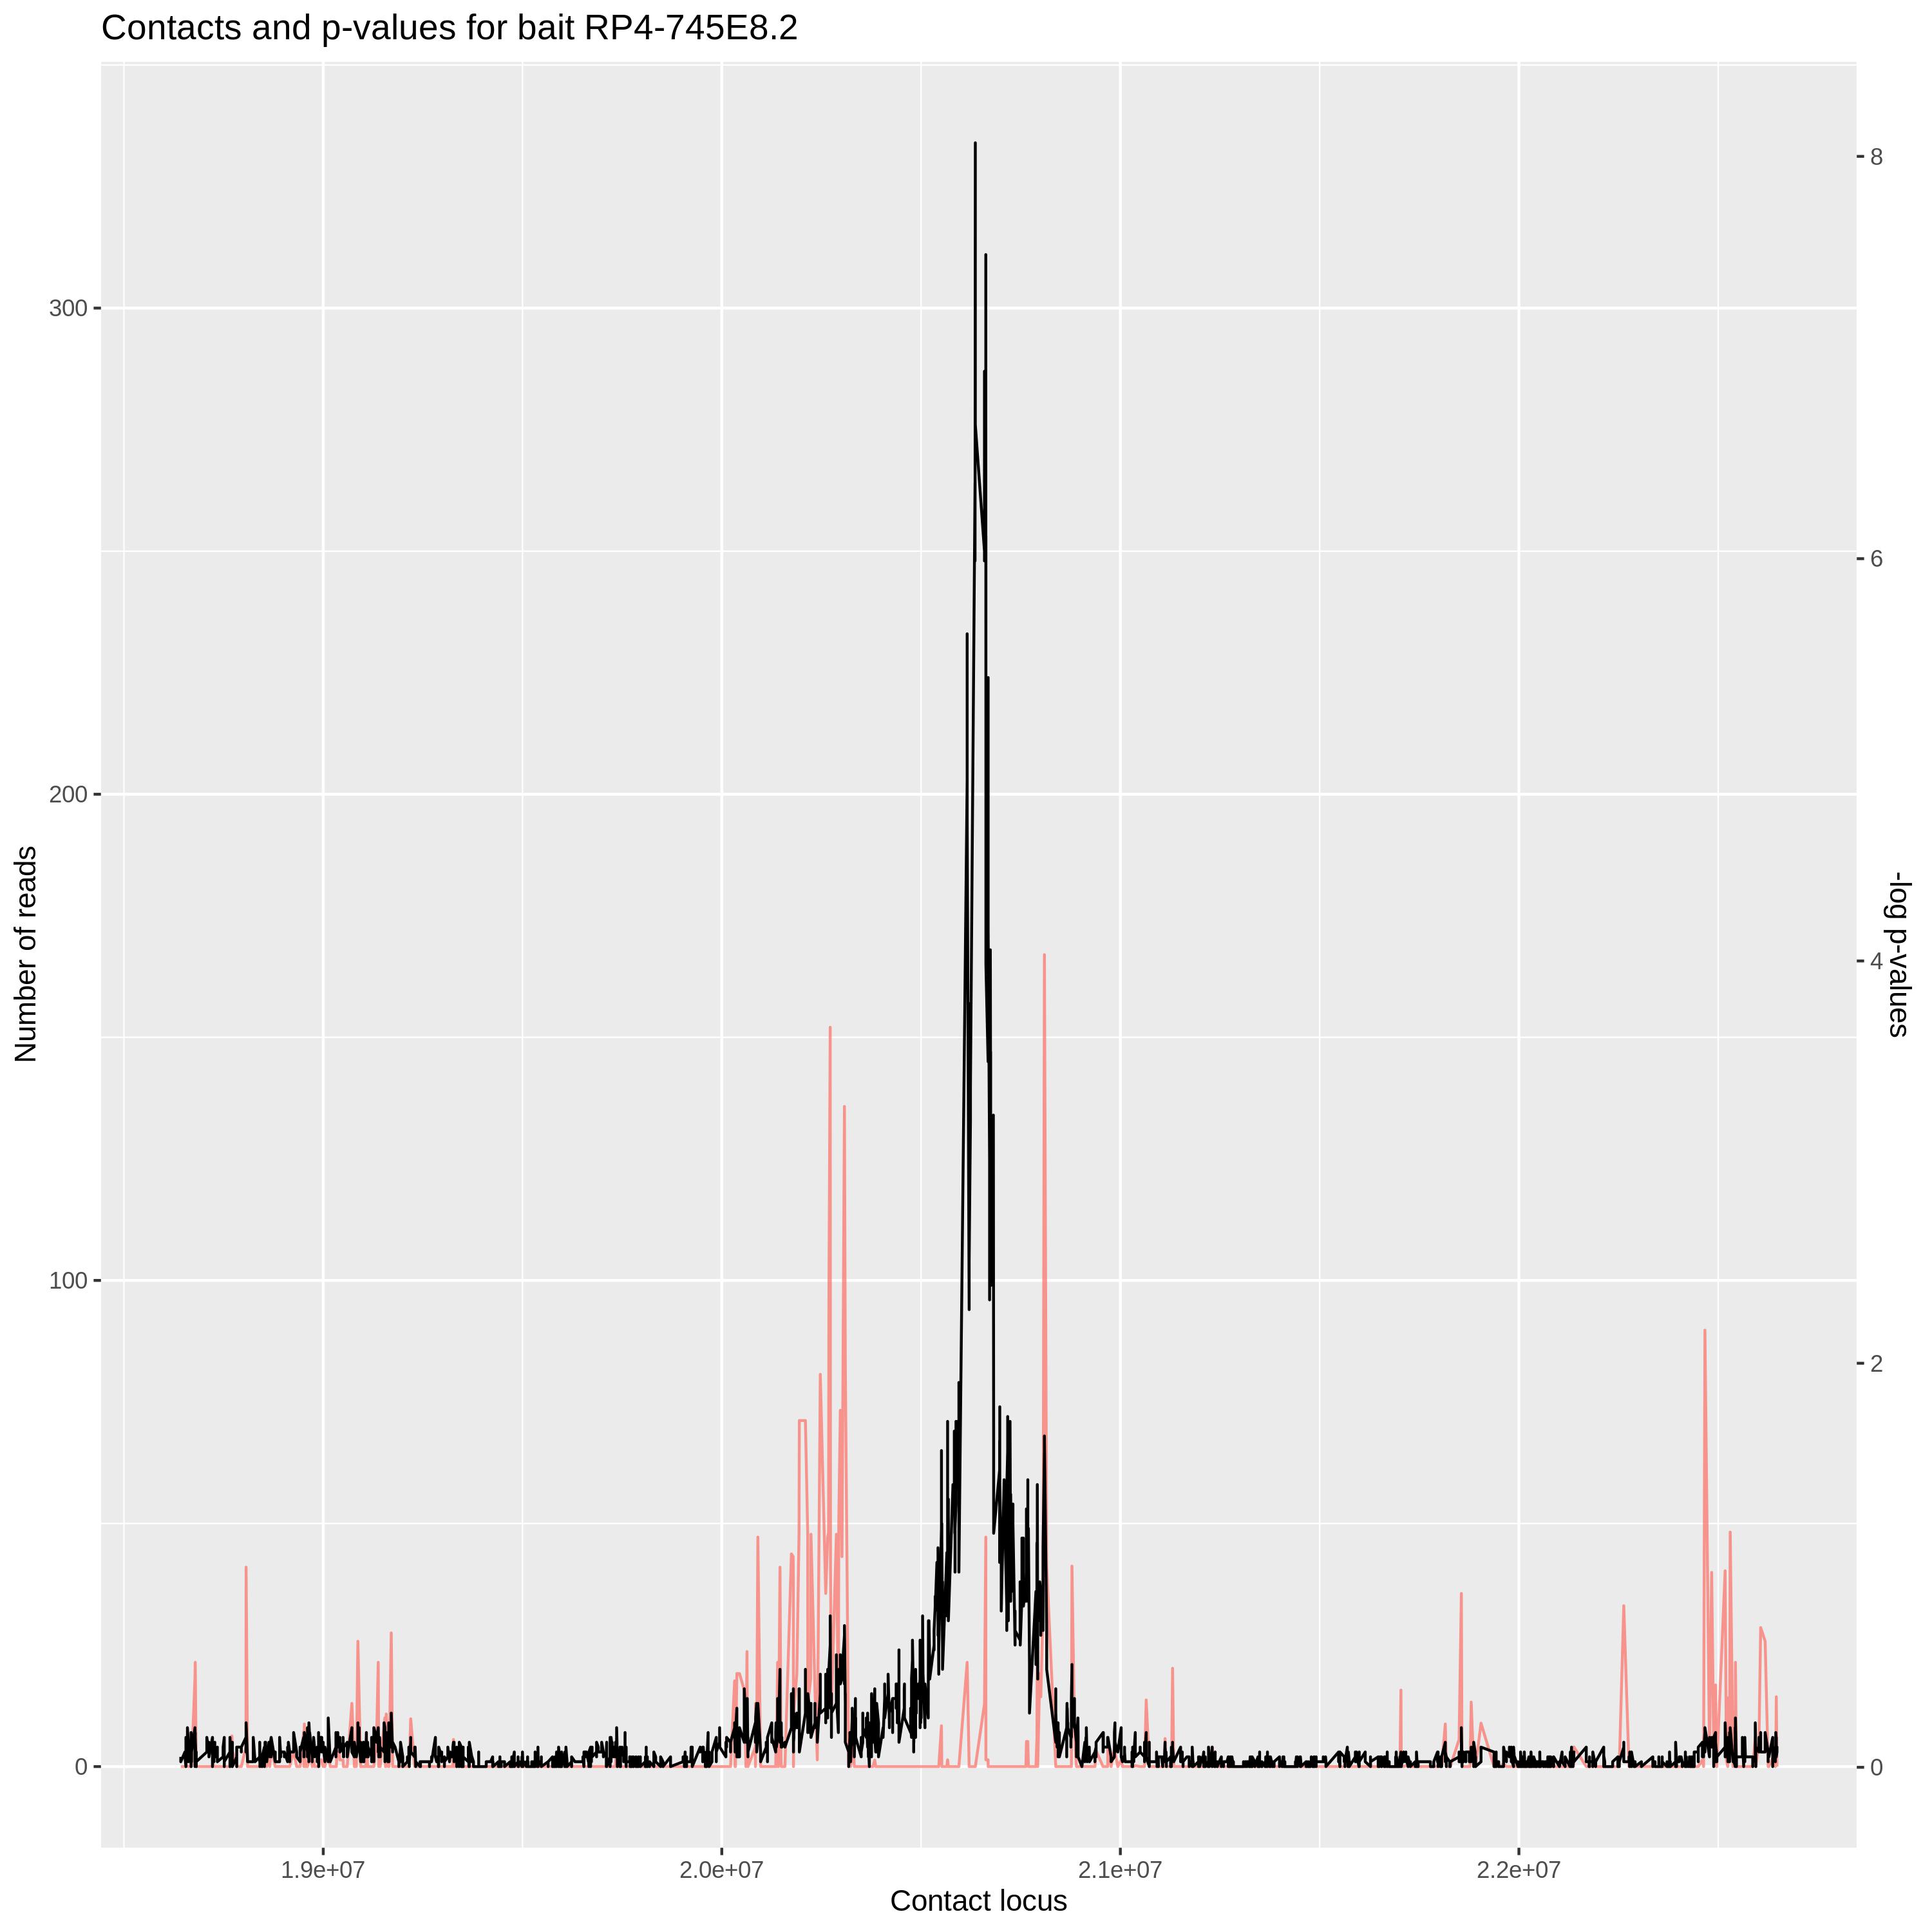 Contacts and p-values for bait RP4-745E8.2
300
200
100
0
Number of reads
8
6
4
2
0
-log p-values
1.9e+07 2.0e+07 2.1e+07 2.2e+07
Contact locus